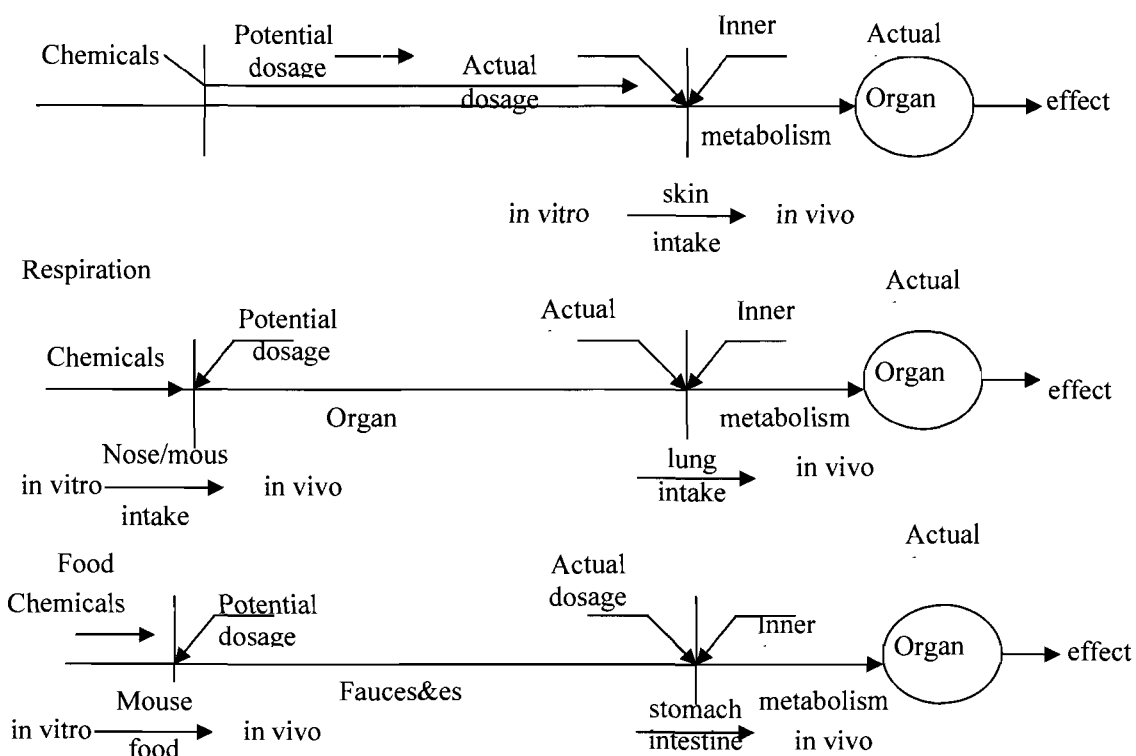 Chemicals
Potential
dosage
Actual
dosage
Inner
Actual
Organ
effect
metabolism
in vitro
skin
intake
in vivo
Respiration
Chemicals
Potential
dosage
Actual
Inner
Actual
Organ
effect
Organ
metabolism
Nose/mous
in vitro
intake
in vivo
lung
intake
in vivo
Food
Chemicals
Potential
dosage
Actual
dosage
Inner
Actual
Organ
effect
Fauces&es
metabolism
Mouse
in vitro
food
in vivo
stomach
intestine
in vivo